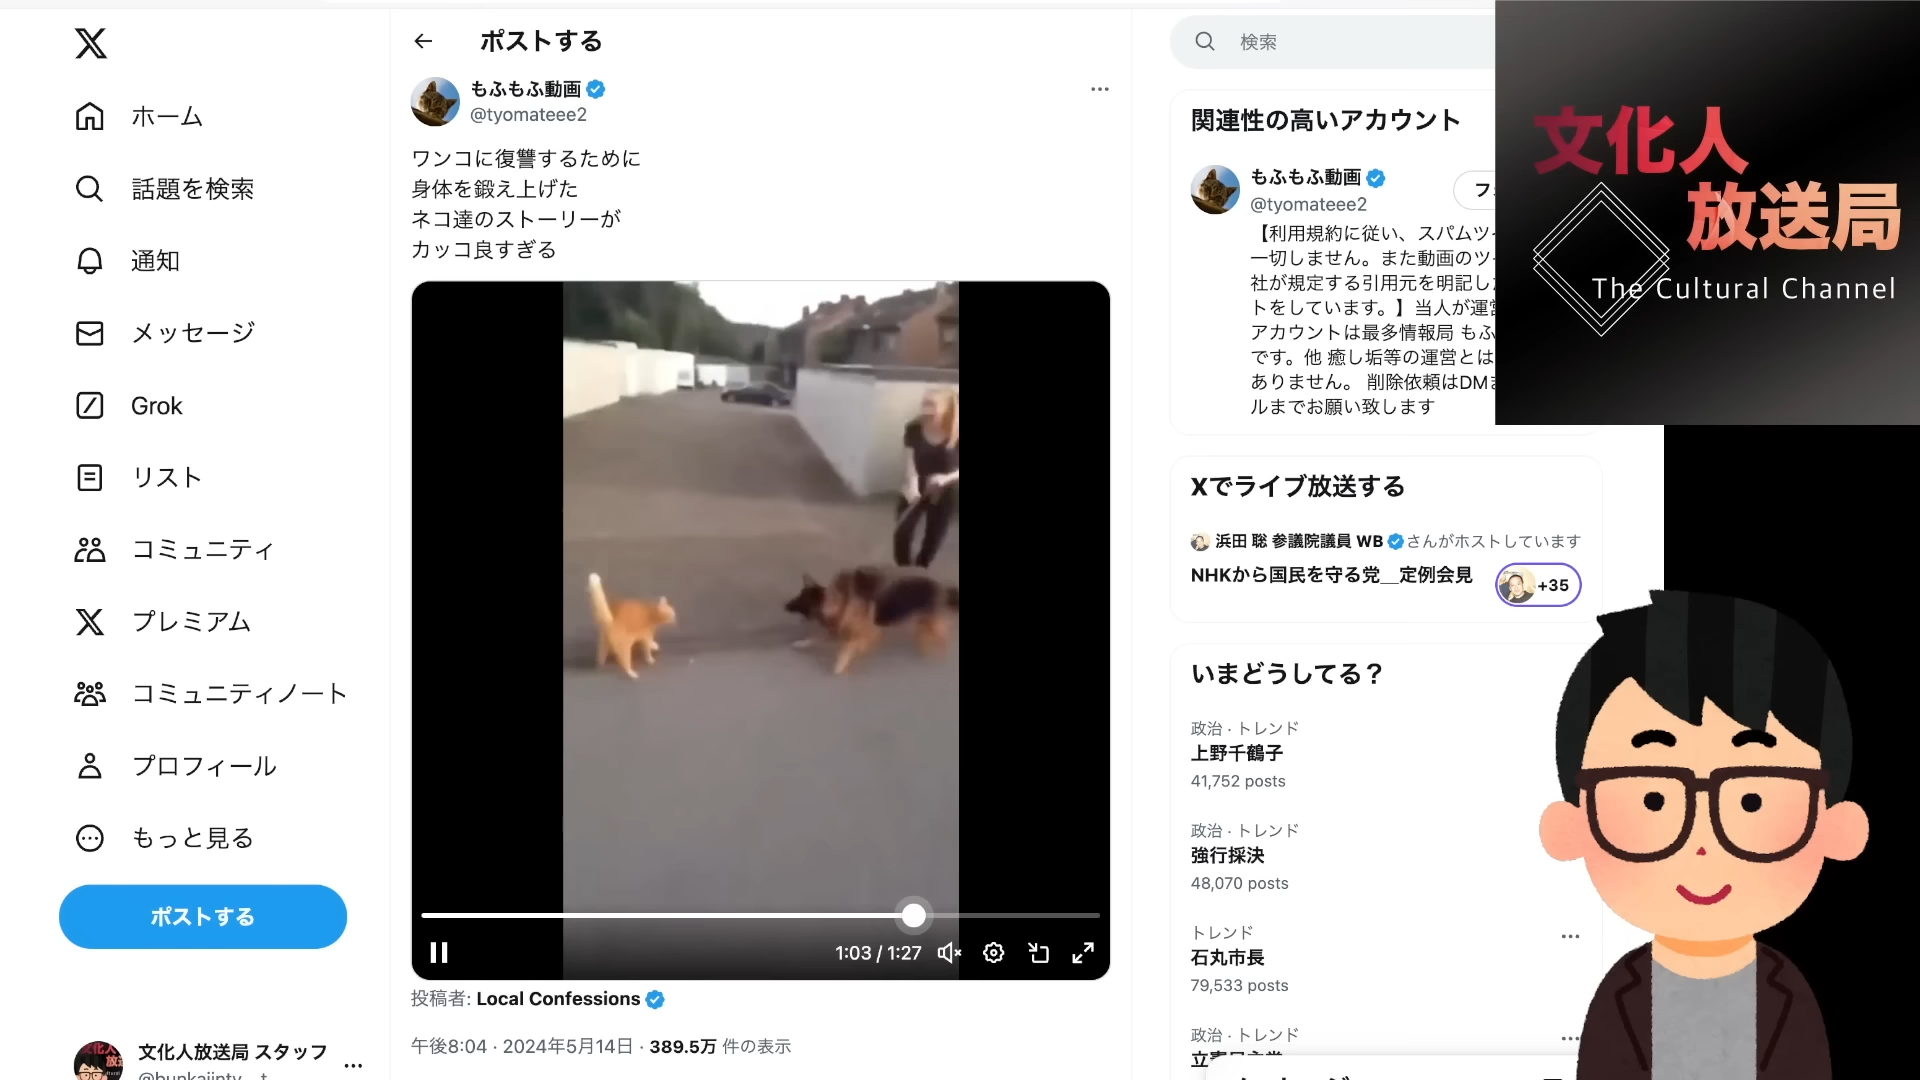 ホーム
話題を検索
通知
メッセージ
Grok
リスト
コミュニティ
プレミアム
コミュニティノート
プロフィール
もっと見る
ポストする
文化人放送局 スタッフ
ポストする
もふもふ動画
@tyomateee2
ワンコに復讐するために
身体を鍛え上げた
ネコ達のストーリーが
カッコ良すぎる
1:03 / 1:27
投稿者: Local Confessions
午後8:04 · 2024年5月14日 · 389.5万 件の表示
検索
関連性の高いアカウント
もふもふ動画
@tyomateee2
フォ
【利用規約に従い、スパムツイ
一切しません。また動画のツイ
社が規定する引用元を明記し
トをしています。】当人が運営
アカウントは最多情報局 もふ
です。他 癒し垢等の運営とは
ありません。 削除依頼はDM
ルまでお願い致します
Xでライブ放送する
浜田 聡 参議院議員 WB さんがホストしています
NHKから国民を守る党__定例会見
+35
いまどうしてる？
政治 · トレンド
上野千鶴子
41,752 posts
政治 · トレンド
強行採決
48,070 posts
トレンド
石丸市長
79,533 posts
政治 · トレンド
文化人
放送局
The Cultural Channel